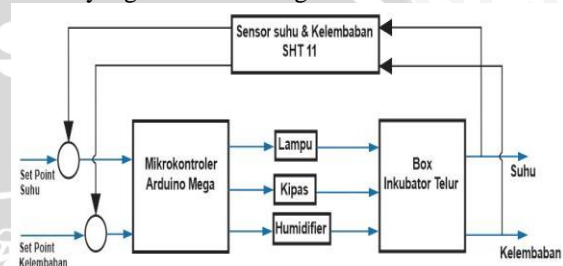 Sensor suhu & Kelembaban
SHT 11
Set Point
Suhu
Mikrokontroler
Arduino Mega
Lampu
Kipas
Humidifier
Box
Inkubator Telur
Suhu
Set Point
Kelembaban
Kelembaban